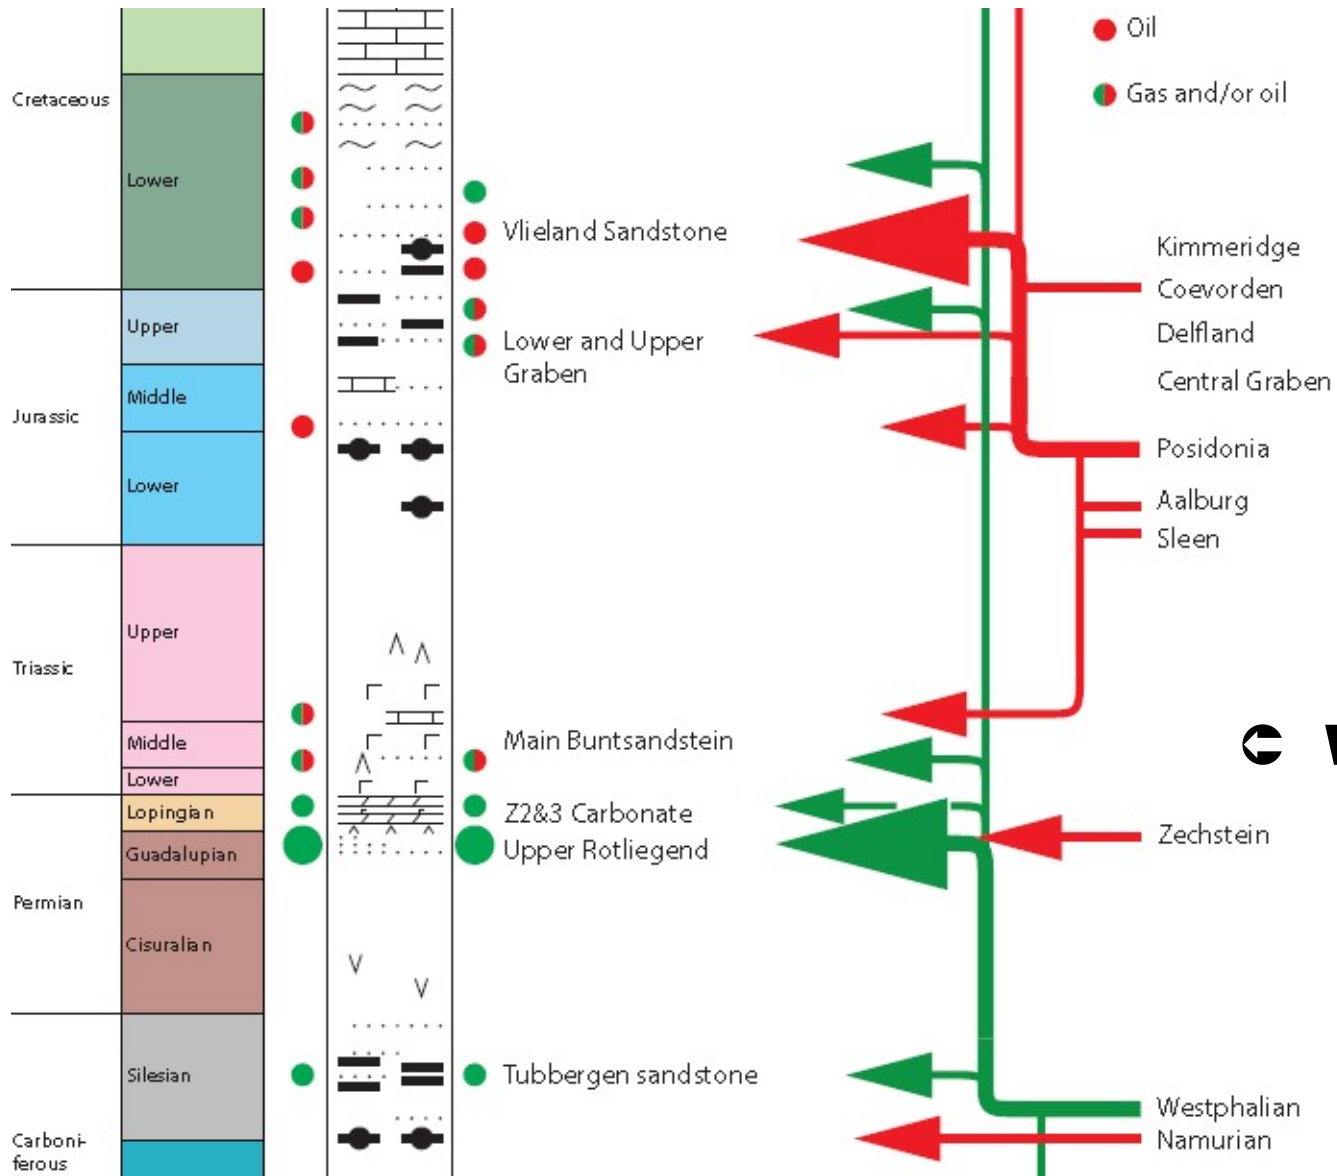 Oil
Gas and/or oil
Cretaceous
Lower
Vlieland Sandstone
Kimmeridge
Coevorden
Upper
Delfland
Lower and Upper
Graben
Central Graben
Middle
Jurassic
Posidonia
Lower
Aalburg
Sleen
Upper
Triassic
Middle
Main Buntsandstein
Lower
Lopingian
Z2&3 Carbonate
Zechstein
Guadalupian
Upper Rotliegend
Permian
Cisuralian
Silesian
Tubbergen sandstone
Westphalian
Carboni-
ferous
Namurian